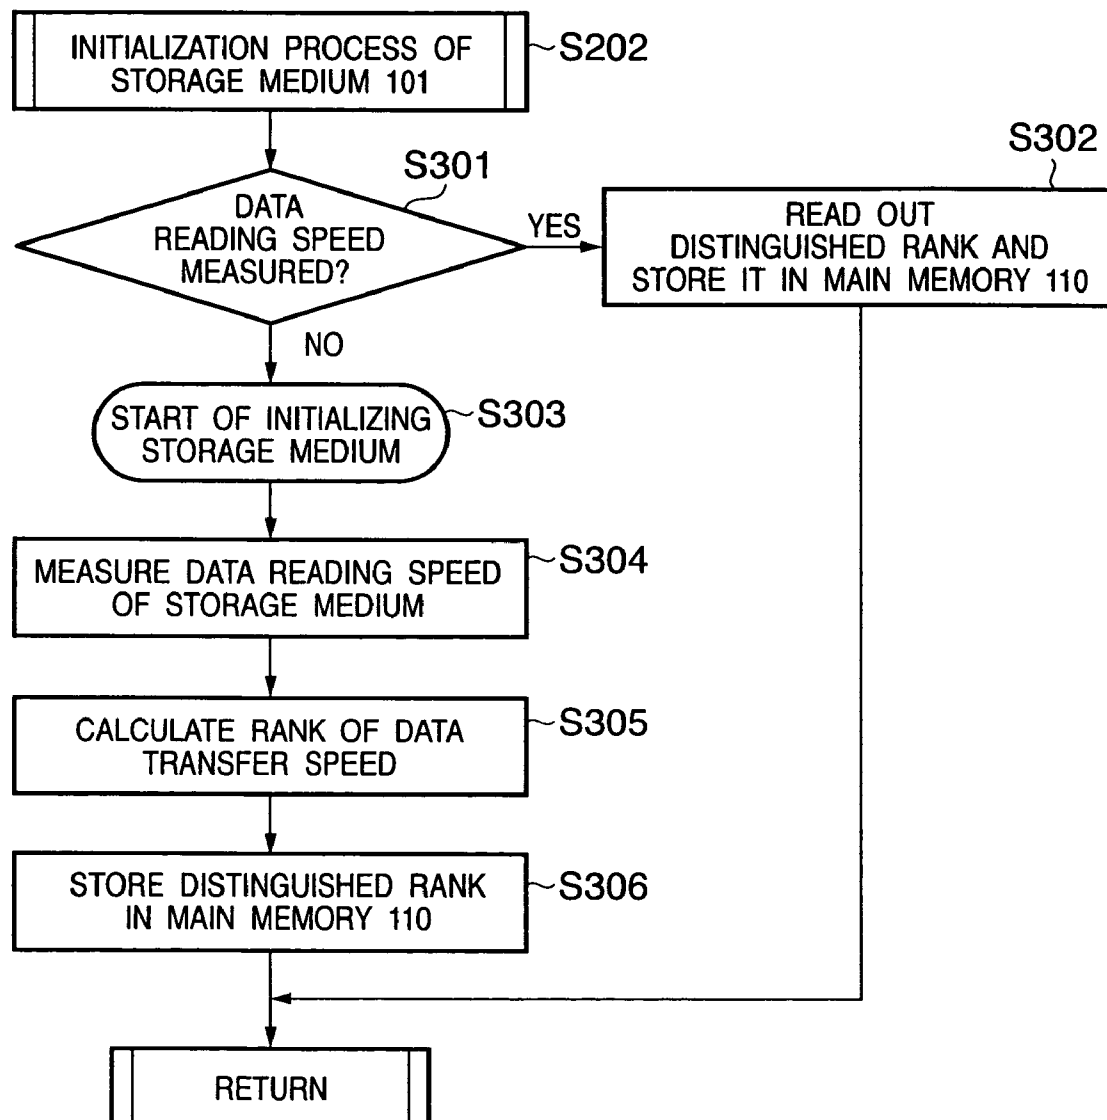 INITIALIZATION PROCESS OF
STORAGE MEDIUM 101
S202
S301
DATA
READING SPEED
MEASURED?
YES
S302
READ OUT
DISTINGUISHED RANK AND
STORE IT IN MAIN MEMORY 110
NO
START OF INITIALIZING
STORAGE MEDIUM
S303
MEASURE DATA READING SPEED
OF STORAGE MEDIUM
S304
CALCULATE RANK OF DATA
TRANSFER SPEED
S305
STORE DISTINGUISHED RANK
IN MAIN MEMORY 110
S306
RETURN